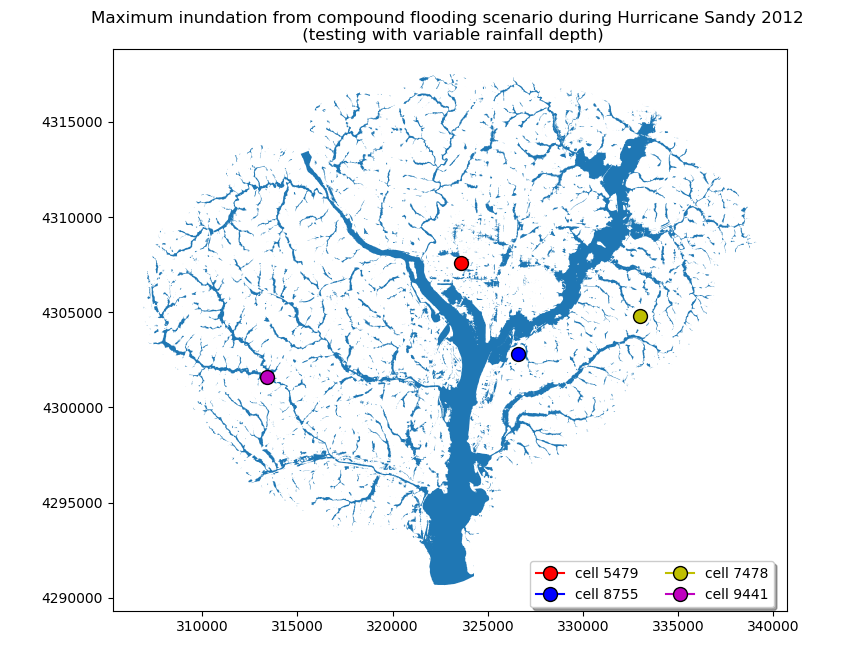 Maximum inundation from compound flooding scenario during Hurricane Sandy 2012
(testing with variable rainfall depth)
4315000
4310000
4305000
4300000
4295000
4290000
cell 5479
cell 7478
cell 8755
cell 9441
310000
315000
320000
325000
330000
335000
340000